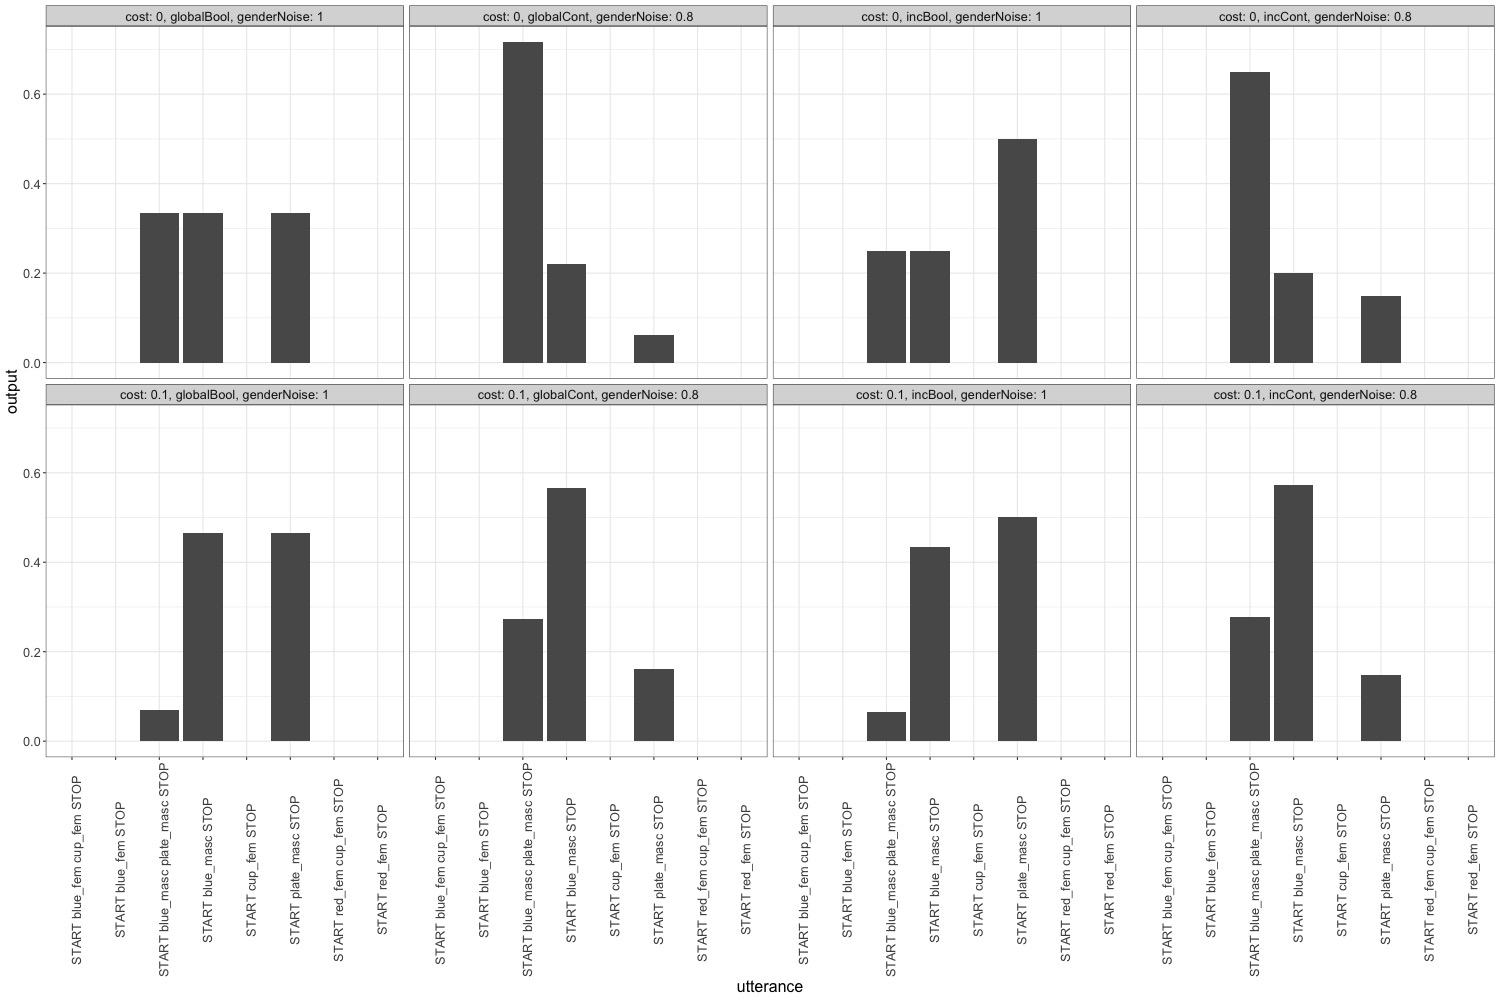 cost: 0, globalBool, genderNoise: 1
cost: 0, globalCont, genderNoise: 0.8
cost: 0, incBool, genderNoise: 1
cost: 0, incCont, genderNoise: 0.8
0.6
0.4
0.2
0.0
output
cost: 0.1, globalBool, genderNoise: 1
cost: 0.1, globalCont, genderNoise: 0.8
cost: 0.1, incBool, genderNoise: 1
cost: 0.1, incCont, genderNoise: 0.8
0.6
0.4
0.2
0.0
START blue_fem cup_fem STOP
START blue_fem STOP
START blue_masc plate_masc STOP
START blue_masc STOP
START cup_fem STOP
START plate_masc STOP
START red_fem cup_fem STOP
START red_fem STOP
START blue_fem cup_fem STOP
START blue_fem STOP
START blue_masc plate_masc STOP
START blue_masc STOP
START cup_fem STOP
START plate_masc STOP
START red_fem cup_fem STOP
START red_fem STOP
START blue_fem cup_fem STOP
START blue_fem STOP
START blue_masc plate_masc STOP
START blue_masc STOP
START cup_fem STOP
START plate_masc STOP
START red_fem cup_fem STOP
START red_fem STOP
START blue_fem cup_fem STOP
START blue_fem STOP
START blue_masc plate_masc STOP
START blue_masc STOP
START cup_fem STOP
START plate_masc STOP
START red_fem cup_fem STOP
START red_fem STOP
utterance